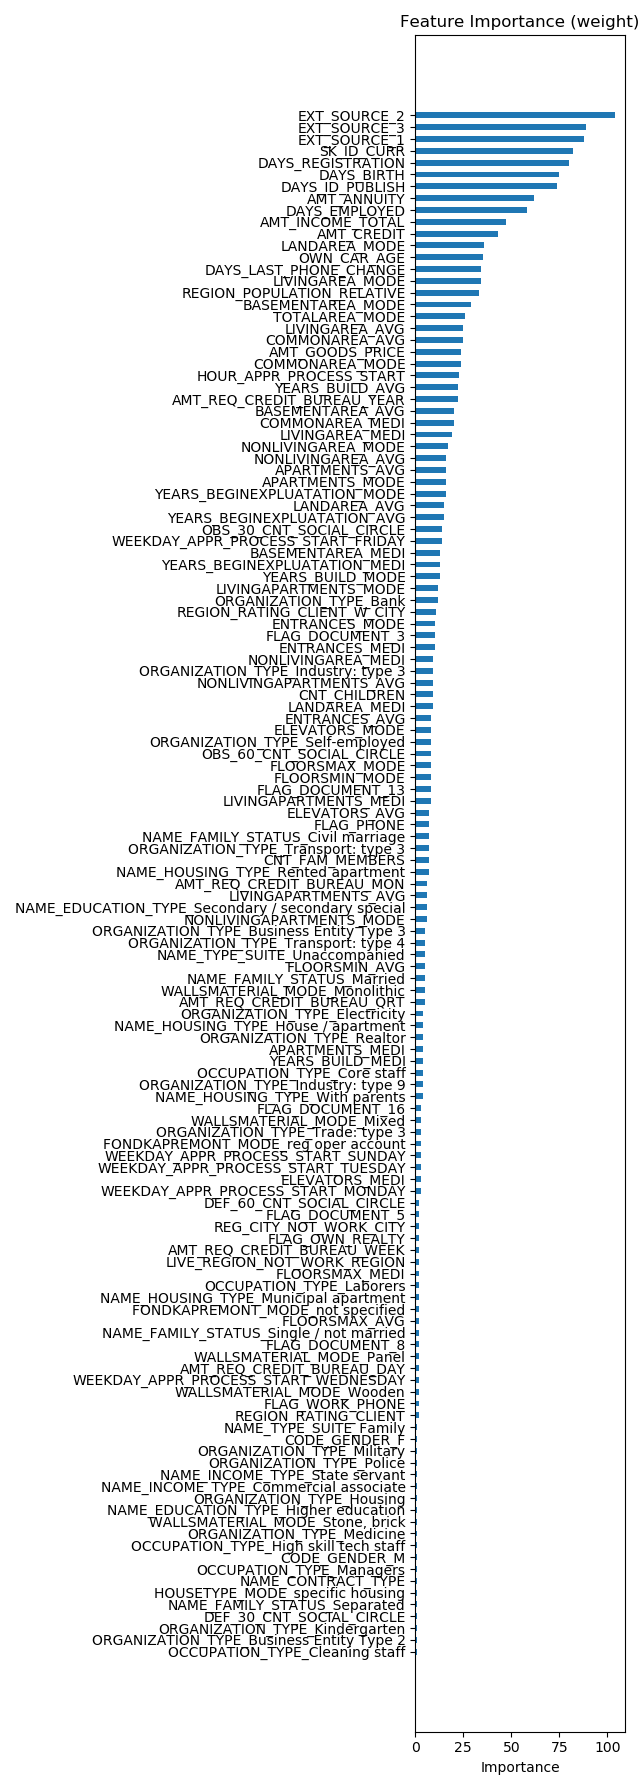 Feature Importance (weight)
EXT_SOURCE_2
EXT_SOURCE_3
EXT_SOURCE_1
SK_ID_CURR
DAYS_REGISTRATION
DAYS_BIRTH
DAYS_ID_PUBLISH
AMT_ANNUITY
DAYS_EMPLOYED
AMT_INCOME_TOTAL
AMT_CREDIT
LANDAREA_MODE
OWN_CAR_AGE
DAYS_LAST_PHONE_CHANGE
LIVINGAREA_MODE
REGION_POPULATION_RELATIVE
BASEMENTAREA_MODE
TOTALAREA_MODE
LIVINGAREA_AVG
COMMONAREA_AVG
AMT_GOODS_PRICE
COMMONAREA_MODE
HOUR_APPR_PROCESS_START
YEARS_BUILD_AVG
AMT_REQ_CREDIT_BUREAU_YEAR
BASEMENTAREA_AVG
COMMONAREA_MEDI
LIVINGAREA_MEDI
NONLIVINGAREA_MODE
NONLIVINGAREA_AVG
APARTMENTS_AVG
APARTMENTS_MODE
YEARS_BEGINEXPLUATATION_MODE
LANDAREA_AVG
YEARS_BEGINEXPLUATATION_AVG
OBS_30_CNT_SOCIAL_CIRCLE
WEEKDAY_APPR_PROCESS_START_FRIDAY
BASEMENTAREA_MEDI
YEARS_BEGINEXPLUATATION_MEDI
YEARS_BUILD_MODE
LIVINGAPARTMENTS_MODE
ORGANIZATION_TYPE_Bank
REGION_RATING_CLIENT_W_CITY
ENTRANCES_MODE
FLAG_DOCUMENT_3
ENTRANCES_MEDI
NONLIVINGAREA_MEDI
ORGANIZATION_TYPE_Industry: type 3
NONLIVINGAPARTMENTS_AVG
CNT_CHILDREN
LANDAREA_MEDI
ENTRANCES_AVG
ELEVATORS_MODE
ORGANIZATION_TYPE_Self-employed
OBS_60_CNT_SOCIAL_CIRCLE
FLOORSMAX_MODE
FLOORSMIN_MODE
FLAG_DOCUMENT_13
LIVINGAPARTMENTS_MEDI
ELEVATORS_AVG
FLAG_PHONE
NAME_FAMILY_STATUS_Civil marriage
ORGANIZATION_TYPE_Transport: type 3
CNT_FAM_MEMBERS
NAME_HOUSING_TYPE_Rented apartment
AMT_REQ_CREDIT_BUREAU_MON
LIVINGAPARTMENTS_AVG
NAME_EDUCATION_TYPE_Secondary / secondary special
NONLIVINGAPARTMENTS_MODE
ORGANIZATION_TYPE_Business Entity Type 3
ORGANIZATION_TYPE_Transport: type 4
NAME_TYPE_SUITE_Unaccompanied
FLOORSMIN_AVG
NAME_FAMILY_STATUS_Married
WALLSMATERIAL_MODE_Monolithic
AMT_REQ_CREDIT_BUREAU_QRT
ORGANIZATION_TYPE_Electricity
NAME_HOUSING_TYPE_House / apartment
ORGANIZATION_TYPE_Realtor
APARTMENTS_MEDI
YEARS_BUILD_MEDI
OCCUPATION_TYPE_Core staff
ORGANIZATION_TYPE_Industry: type 9
NAME_HOUSING_TYPE_With parents
FLAG_DOCUMENT_16
WALLSMATERIAL_MODE_Mixed
ORGANIZATION_TYPE_Trade: type 3
FONDKAPREMONT_MODE_reg oper account
WEEKDAY_APPR_PROCESS_START_SUNDAY
WEEKDAY_APPR_PROCESS_START_TUESDAY
ELEVATORS_MEDI
WEEKDAY_APPR_PROCESS_START_MONDAY
DEF_60_CNT_SOCIAL_CIRCLE
FLAG_DOCUMENT_5
REG_CITY_NOT_WORK_CITY
FLAG_OWN_REALTY
AMT_REQ_CREDIT_BUREAU_WEEK
LIVE_REGION_NOT_WORK_REGION
FLOORSMAX_MEDI
OCCUPATION_TYPE_Laborers
NAME_HOUSING_TYPE_Municipal apartment
FONDKAPREMONT_MODE_not specified
FLOORSMAX_AVG
NAME_FAMILY_STATUS_Single / not married
FLAG_DOCUMENT_8
WALLSMATERIAL_MODE_Panel
AMT_REQ_CREDIT_BUREAU_DAY
WEEKDAY_APPR_PROCESS_START_WEDNESDAY
WALLSMATERIAL_MODE_Wooden
FLAG_WORK_PHONE
REGION_RATING_CLIENT
NAME_TYPE_SUITE_Family
CODE_GENDER_F
ORGANIZATION_TYPE_Military
ORGANIZATION_TYPE_Police
NAME_INCOME_TYPE_State servant
NAME_INCOME_TYPE_Commercial associate
ORGANIZATION_TYPE_Housing
NAME_EDUCATION_TYPE_Higher education
WALLSMATERIAL_MODE_Stone, brick
ORGANIZATION_TYPE_Medicine
OCCUPATION_TYPE_High skill tech staff
CODE_GENDER_M
OCCUPATION_TYPE_Managers
NAME_CONTRACT_TYPE
HOUSETYPE_MODE_specific housing
NAME_FAMILY_STATUS_Separated
DEF_30_CNT_SOCIAL_CIRCLE
ORGANIZATION_TYPE_Kindergarten
ORGANIZATION_TYPE_Business Entity Type 2
OCCUPATION_TYPE_Cleaning staff
0 25 50 75 100
Importance